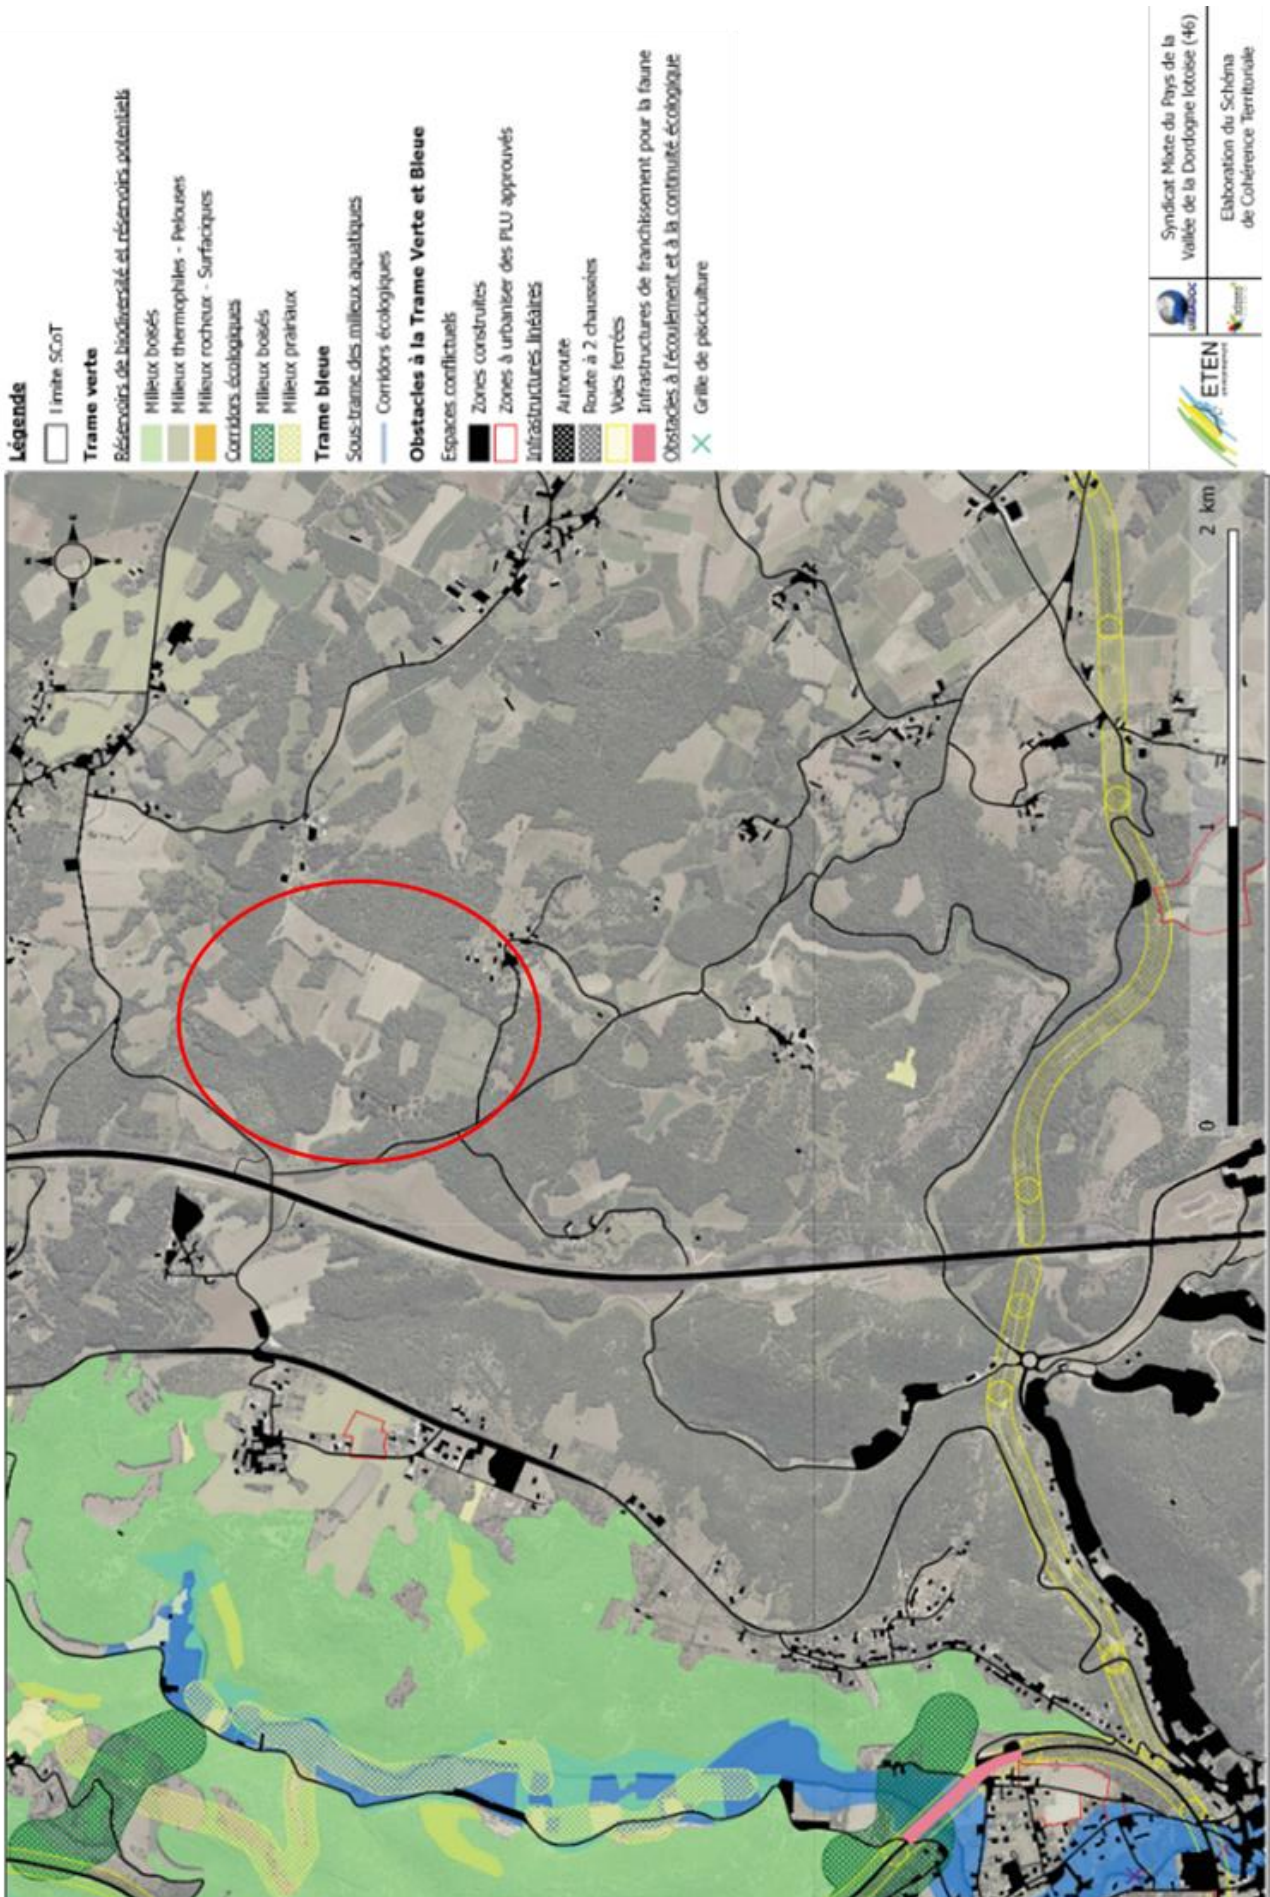 Légende
Limite SCoT
Trame verte
Réservoirs de biodiversité et réservoirs potentiels
Milieux boisés
Milieux thermophiles - Pelouses
Milieux rocheux - Surfaciques
Corridors écologiques
Milieux boisés
Milieux prairiaux
Trame bleue
Sous-trame des milieux aquatiques
Corridors écologiques
Obstacles à la Trame Verte et Bleue
Espaces conflictuels
Zones construites
Zones à urbaniser des PLU approuvés
Infrastructures linéaires
Autoroute
Route à 2 chaussées
Voies ferrées
Infrastructures de franchissement pour la faune
Obstacles à l'écoulement et à la continuité écologique
Grille de pisciculture
0 1 2 km
ETEN
environnement
Syndicat Mixte du Pays de la
Vallée de la Dordogne lotoise (46)
Elaboration du Schéma
de Cohérence Territoriale